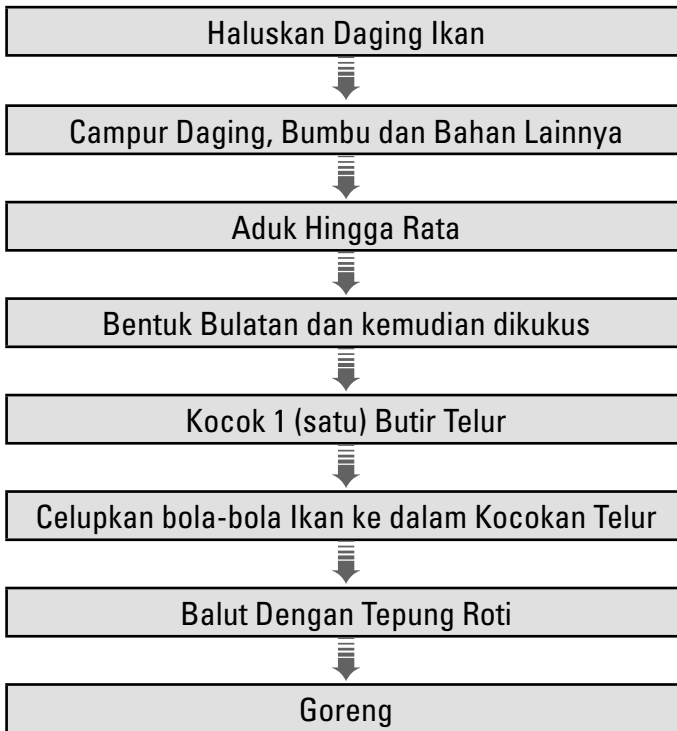 Haluskan Daging Ikan
Campur Daging, Bumbu dan Bahan Lainnya
Aduk Hingga Rata
Bentuk Bulatan dan kemudian dikukus
Kocok 1 (satu) Butir Telur
Celupkan bola-bola Ikan ke dalam Kocokan Telur
Balut Dengan Tepung Roti
Goreng